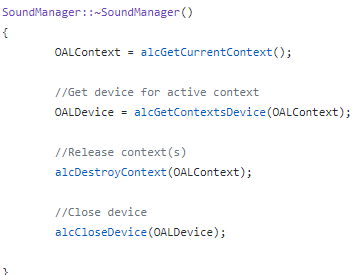 SoundManager::~SoundManager()
{
OALContext = alcGetCurrentContext();
//Get device for active context
OALDevice = alcGetContextsDevice(OALContext);
//Release context(s)
alcDestroyContext(OALContext);
//Close device
alcCloseDevice(OALDevice);
}